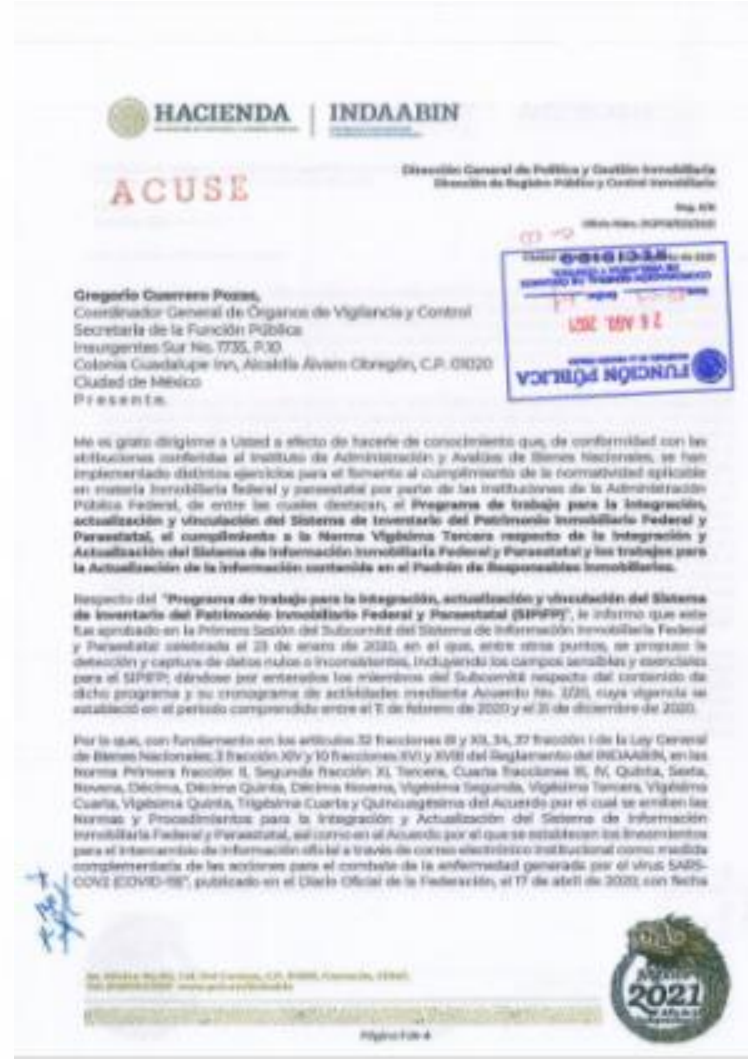 HACIENDA | INDAABIN
Dirección General de Política y Gestión Inmobiliaria
Dirección de Registro Público y Control Inmobiliario
ACUSE
FUNCIÓN PÚBLICA
26 AGO. 2021
RECIBIDO
Gregorio Guerrero Pozas,
Coordinador General de Órganos de Vigilancia y Control
Secretaría de la Función Pública
Insurgentes Sur No. 1735, P.10
Colonia Guadalupe Inn, Alcaldía Álvaro Obregón, C.P. 01020
Ciudad de México
P r e s e n t e.
Me es grato dirigirme a Usted a efecto de hacerle de conocimiento que, de conformidad con las
atribuciones conferidas al Instituto de Administración y Avalúos de Bienes Nacionales, se han
implementado distintos ejercicios para el fomento al cumplimiento de la normatividad aplicable
en materia inmobiliaria federal y paraestatal por parte de las instituciones de la Administración
Pública Federal, de entre las cuales destacan, el Programa de trabajo para la integración,
actualización y vinculación del Sistema de Inventario del Patrimonio Inmobiliario Federal y
Paraestatal, el cumplimiento a la Norma Vigésima Tercera respecto de la Integración y
Actualización del Sistema de Información Inmobiliaria Federal y Paraestatal y los trabajos para
la Actualización de la información contenida en el Padrón de Responsables Inmobiliarios.
Respecto del "Programa de trabajo para la integración, actualización y vinculación del Sistema
de Inventario del Patrimonio Inmobiliario Federal y Paraestatal (SIPIFP)", le informo que este
fue aprobado en la Primera Sesión del Subcomité del Sistema de Información Inmobiliaria Federal
y Paraestatal celebrada el 23 de enero de 2020, en el que, entre otros puntos, se propuso la
detección y captura de datos nulos o inconsistentes, incluyendo los campos sensibles y esenciales
para el SIPIFP; dándose por enterados los miembros del Subcomité respecto del contenido de
dicho programa y su cronograma de actividades mediante Acuerdo No. 2/20, cuya vigencia se
estableció en el periodo comprendido entre el 11 de febrero de 2020 y el 31 de diciembre de 2020.
Por lo que, con fundamento en los artículos 32 fracciones III y XII, 34, 37 fracción I de la Ley General
de Bienes Nacionales; 3 fracción XIV y 10 fracciones XVI y XVIII del Reglamento del INDAABIN, en las
Norma Primera fracción II, Segunda fracción XI, Tercera, Cuarta fracciones III, IV, Quinta, Sexta,
Novena, Décima, Décima Quinta, Décima Novena, Vigésima Segunda, Vigésima Tercera, Vigésima
Cuarta, Vigésima Quinta, Trigésima Cuarta y Quincuagésima del Acuerdo por el cual se emiten las
Normas y Procedimientos para la Integración y Actualización del Sistema de Información
Inmobiliaria Federal y Paraestatal, así como en el Acuerdo por el que se establecen los lineamientos
para el intercambio de información oficial a través de correo electrónico institucional como medida
complementaria de las acciones para el combate de la enfermedad generada por el virus SARS-
COV2 (COVID-19)", publicado en el Diario Oficial de la Federación, el 17 de abril de 2020; con fecha
2021
Página 1 de 4